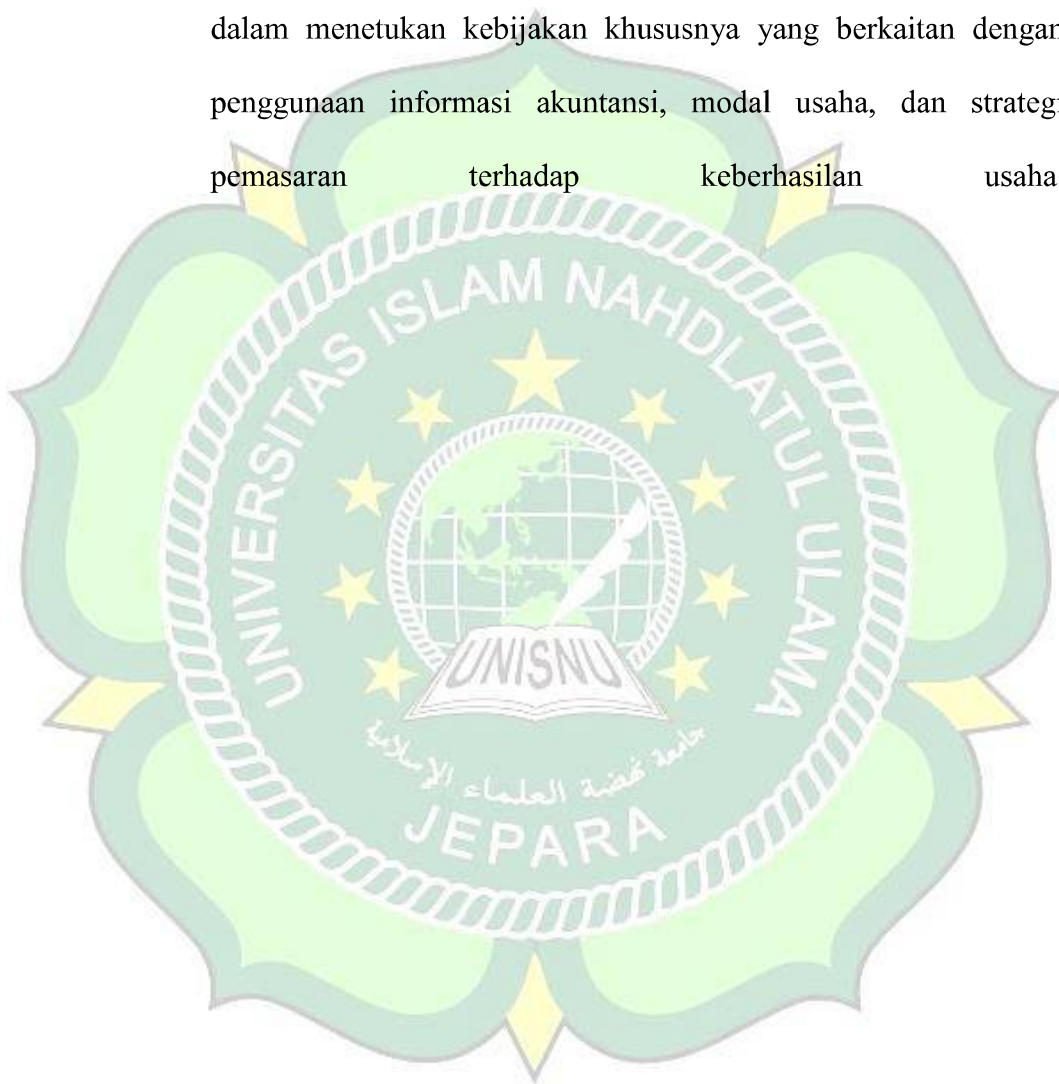 dalam menetukan kebijakan khususnya yang berkaitan dengan
penggunaan informasi akuntansi, modal usaha, dan strategi
pemasaran terhadap keberhasilan usaha
UNIVERSITAS ISLAM NAHDLATUL ULAMA
UNISNU
جامعة نهضة العلماء الإسلامية
JEPARA